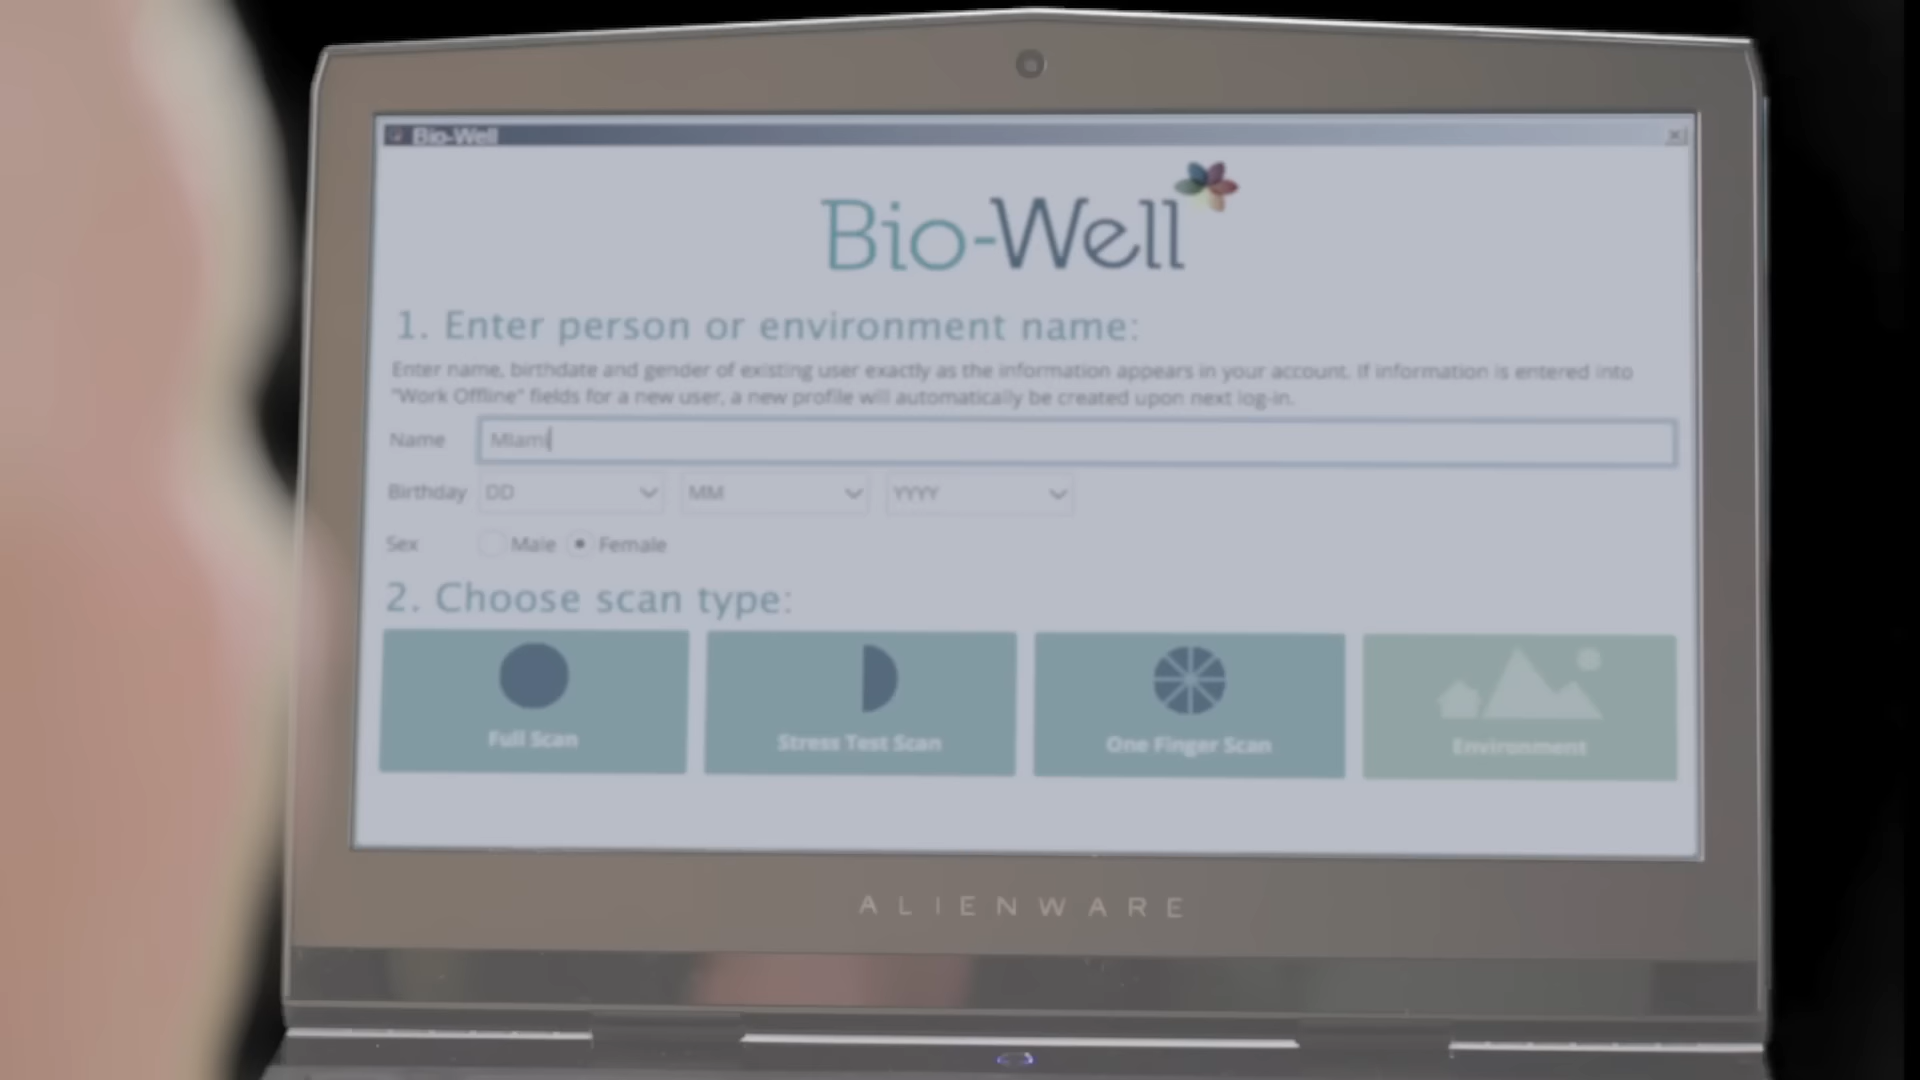 Bio-Well
Bio-Well
1. Enter person or environment name:
Enter name, birthdate and gender of existing user exactly as the information appears in your account. If information is entered into
"Work Offline" fields for a new user, a new profile will automatically be created upon next log-in.
Name MIami
Birthday DD MM YYYY
Sex Male Female
2. Choose scan type:
Full Scan Stress Test Scan One Finger Scan Environment
ALIENWARE